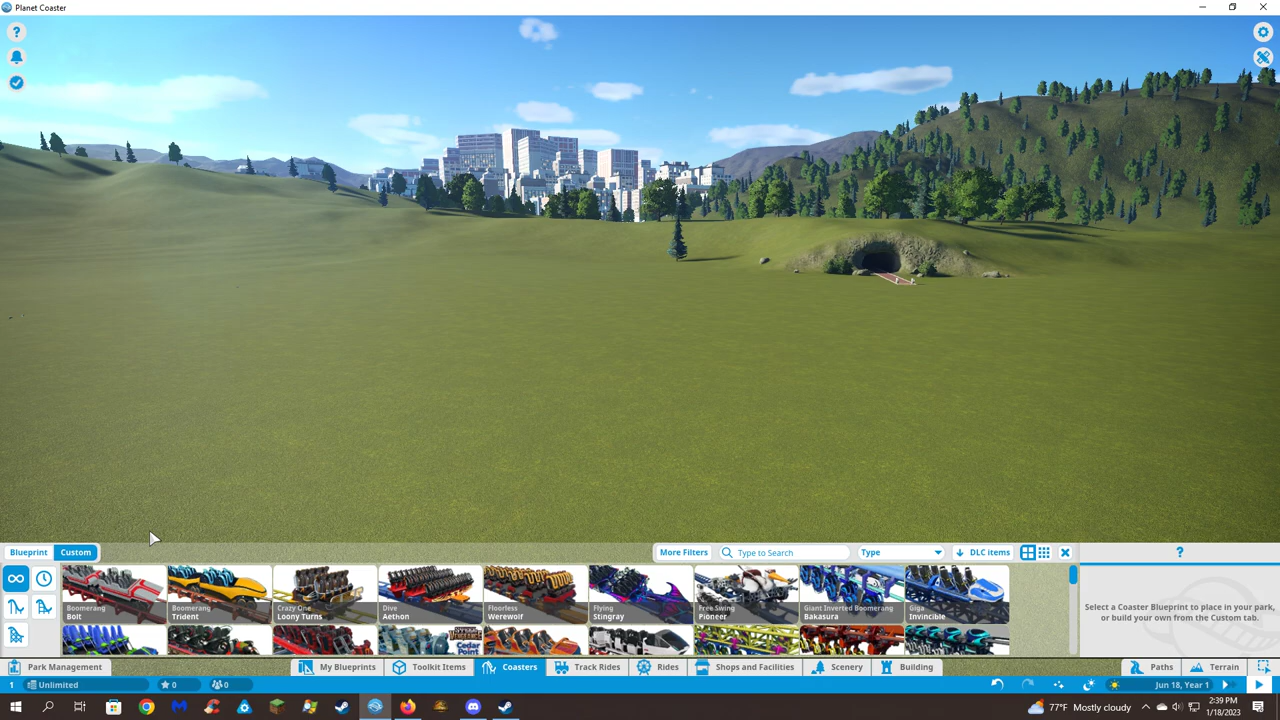 Planet Coaster
Blueprint Custom
More Filters Type to Search Type DLC items
Boomerang
Bolt
Boomerang
Trident
Crazy One
Loony Turns
Dive
Aethon
Floorless
Werewolf
Flying
Stingray
Free Swing
Pioneer
Giant Inverted Boomerang
Bakasura
Giga
Invincible
Select a Coaster Blueprint to place in your park,
or build your own from the Custom tab.
Park Management My Blueprints Toolkit Items Coasters Track Rides Rides Shops and Facilities Scenery Building Paths Terrain
1 Unlimited 0 0 Jun 18, Year 1
77°F Mostly cloudy
2:39 PM
1/18/2023